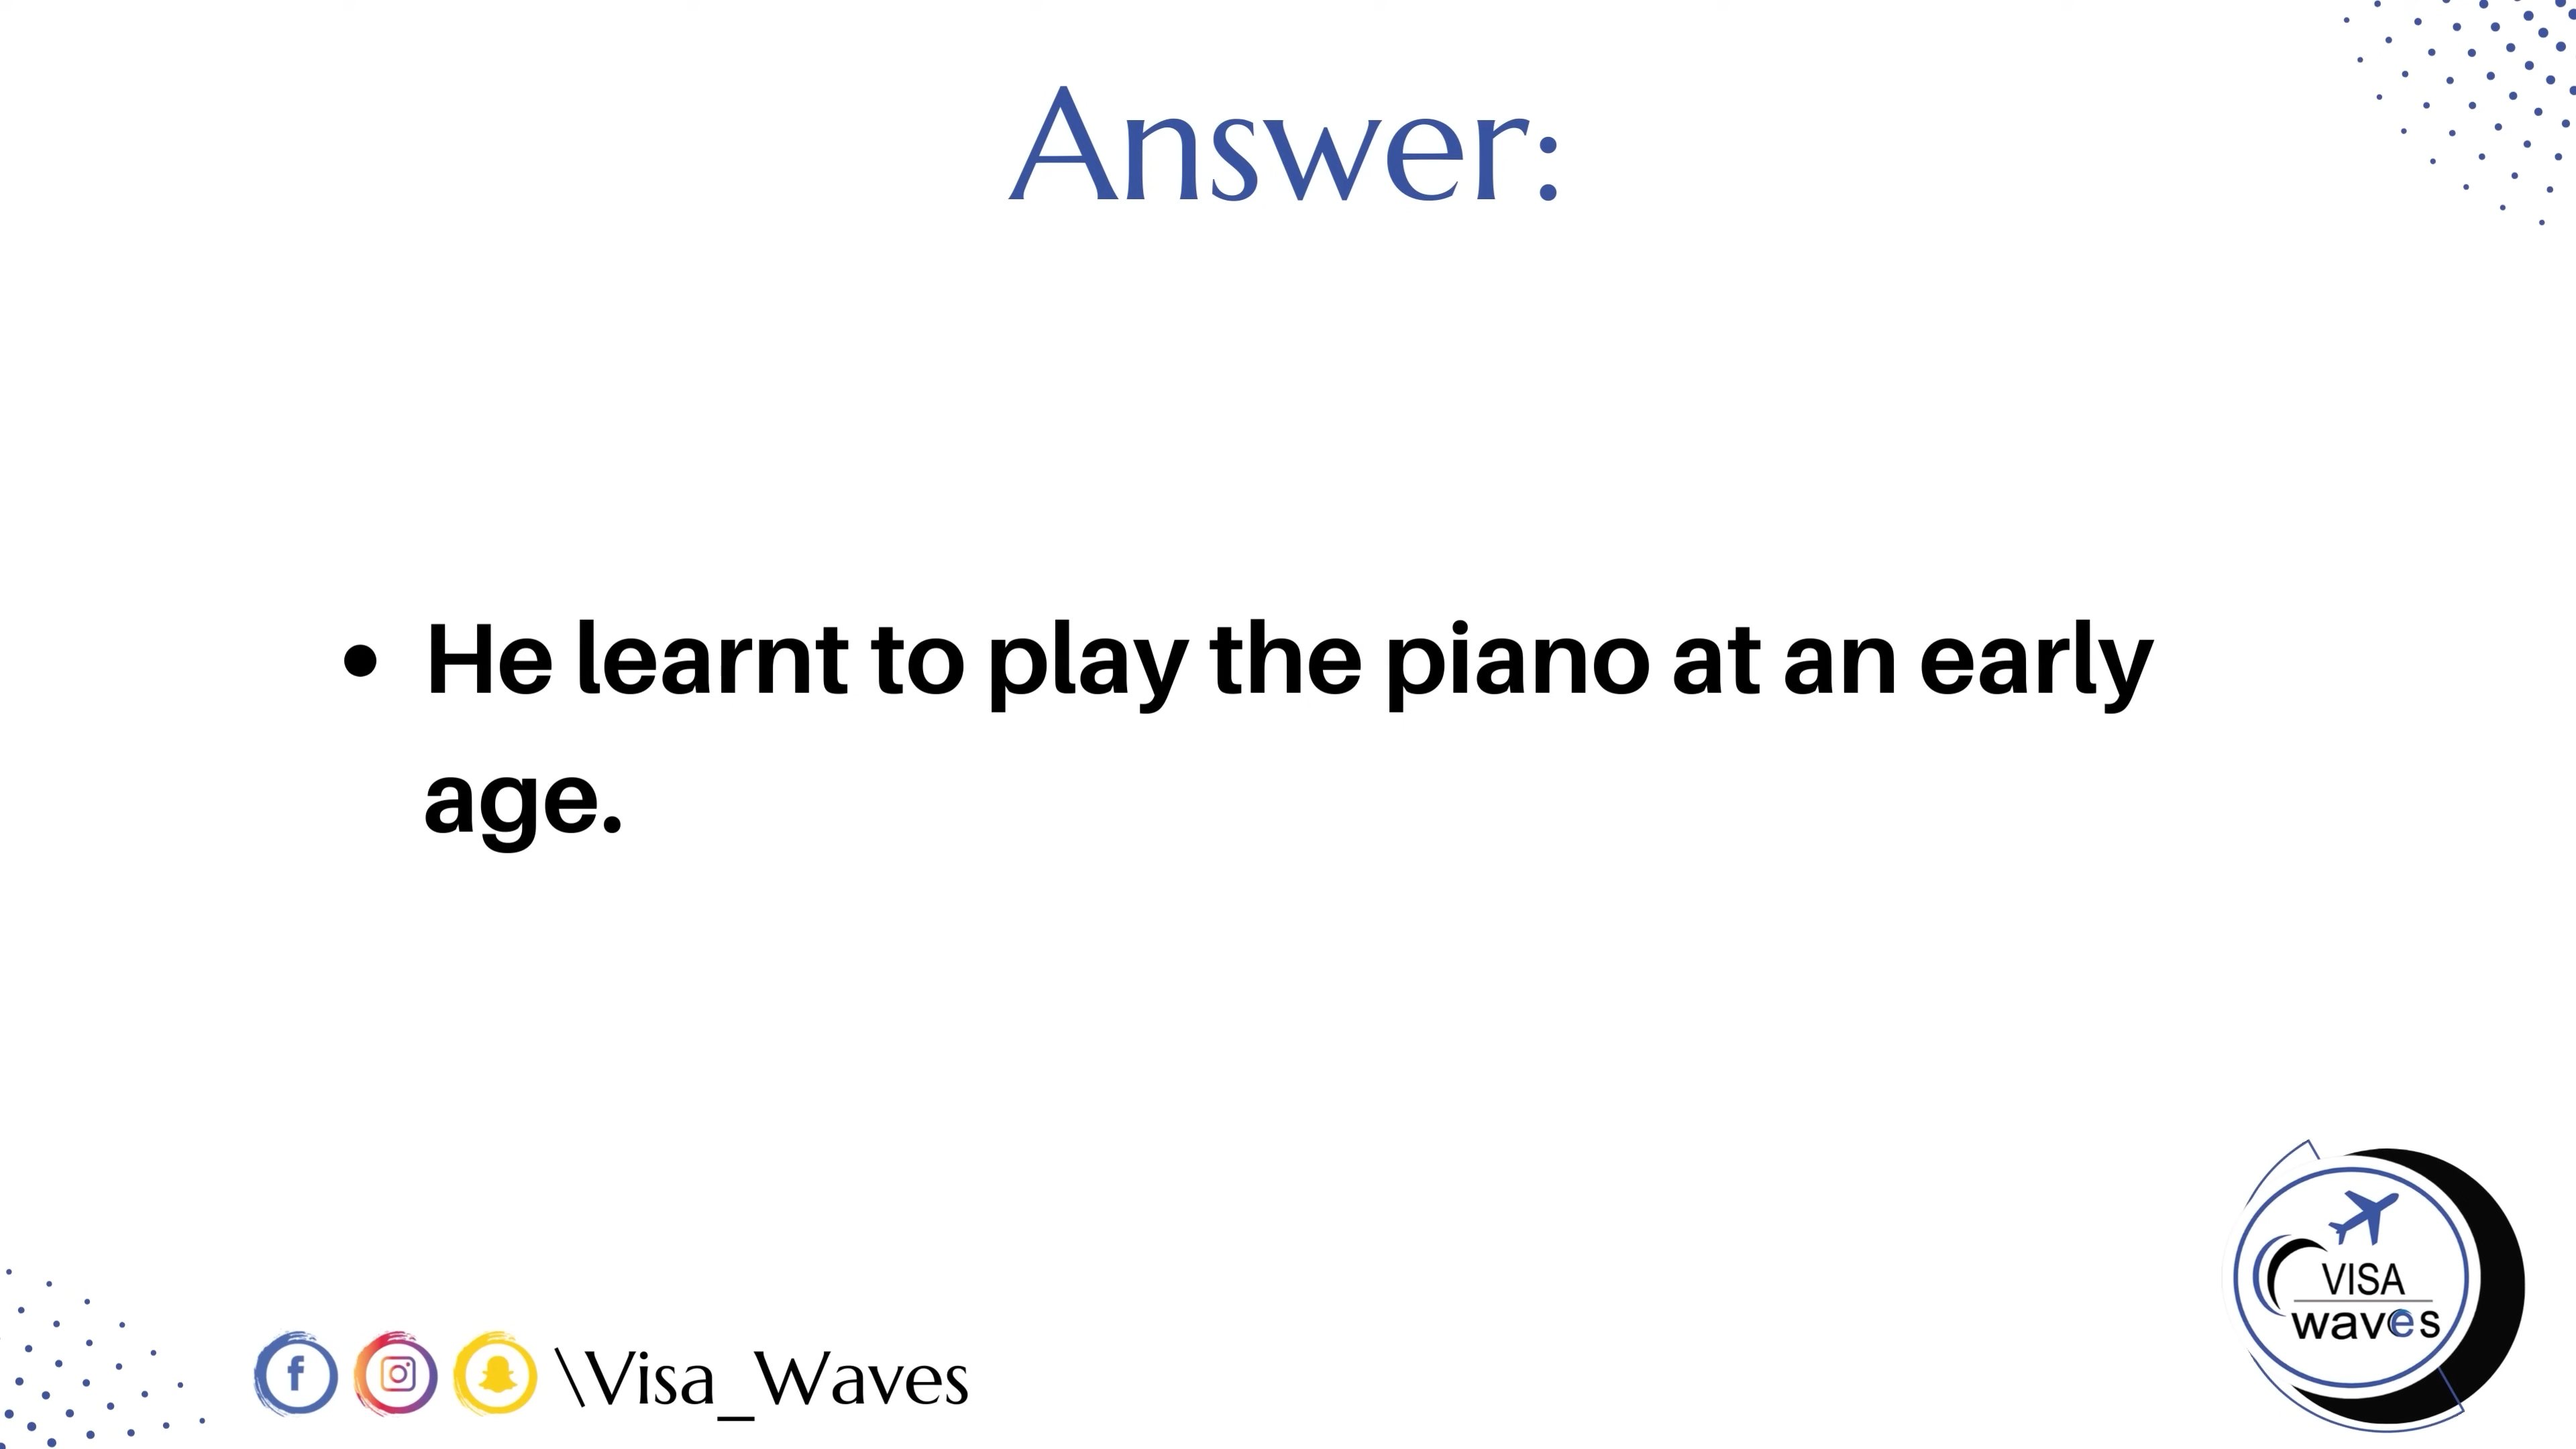 Answer:
• He learnt to play the piano at an early
age.
VISA
waves
\Visa_Waves